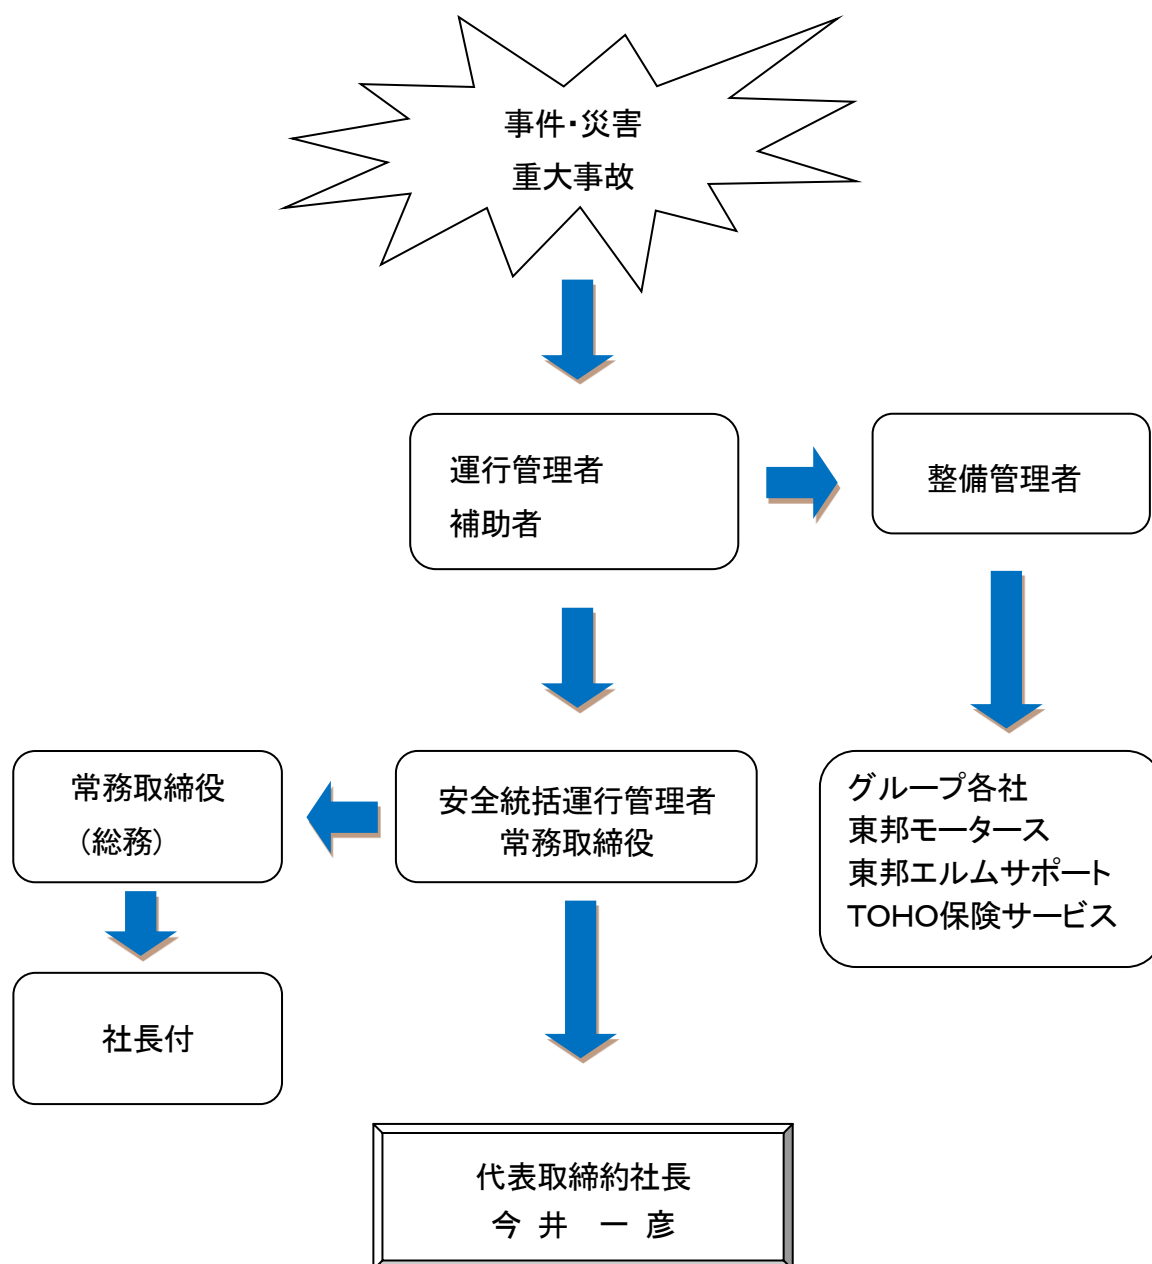 事件・災害
重大事故
運行管理者
補助者
整備管理者
常務取締役
（総務）
安全統括運行管理者
常務取締役
グループ各社
東邦モータース
東邦エルムサポート
TOHO保険サービス
社長付
代表取締約社長
今 井　一 彦